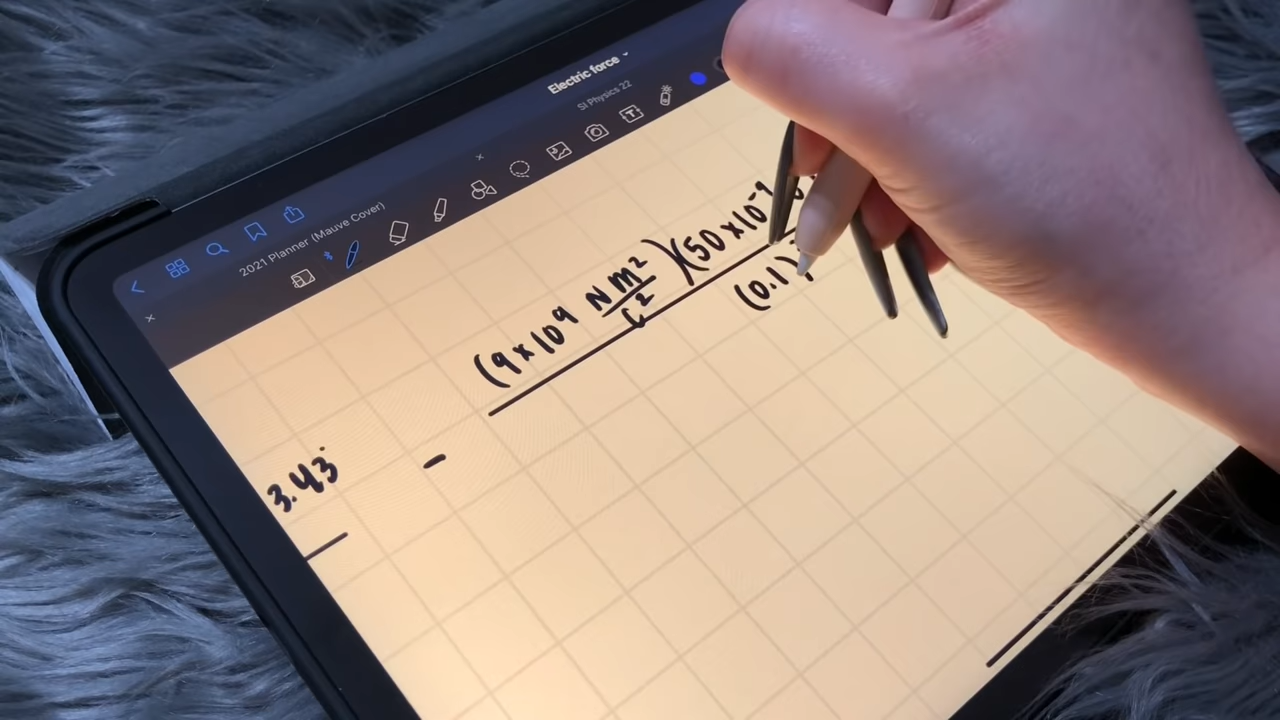 Electric force
SI Physics 22
2021 Planner (Mauve Cover)
(9×10⁹ N m²/C²)(50×10⁻⁹
(0.1)
3.43° −